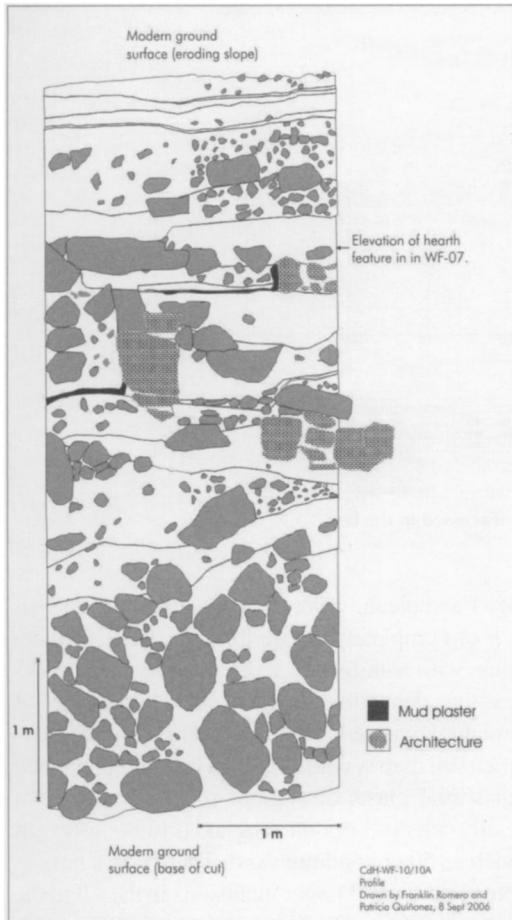 Modern ground
surface (eroding slope)
Elevation of hearth
feature in in WF-07.
Mud plaster
Architecture
1 m
1 m
Modern ground
surface (base of cut)
CdH-WF-10/10A
Profile
Drawn by Franklin Romero and
Patricia Quiñonez, 8 Sept 2006